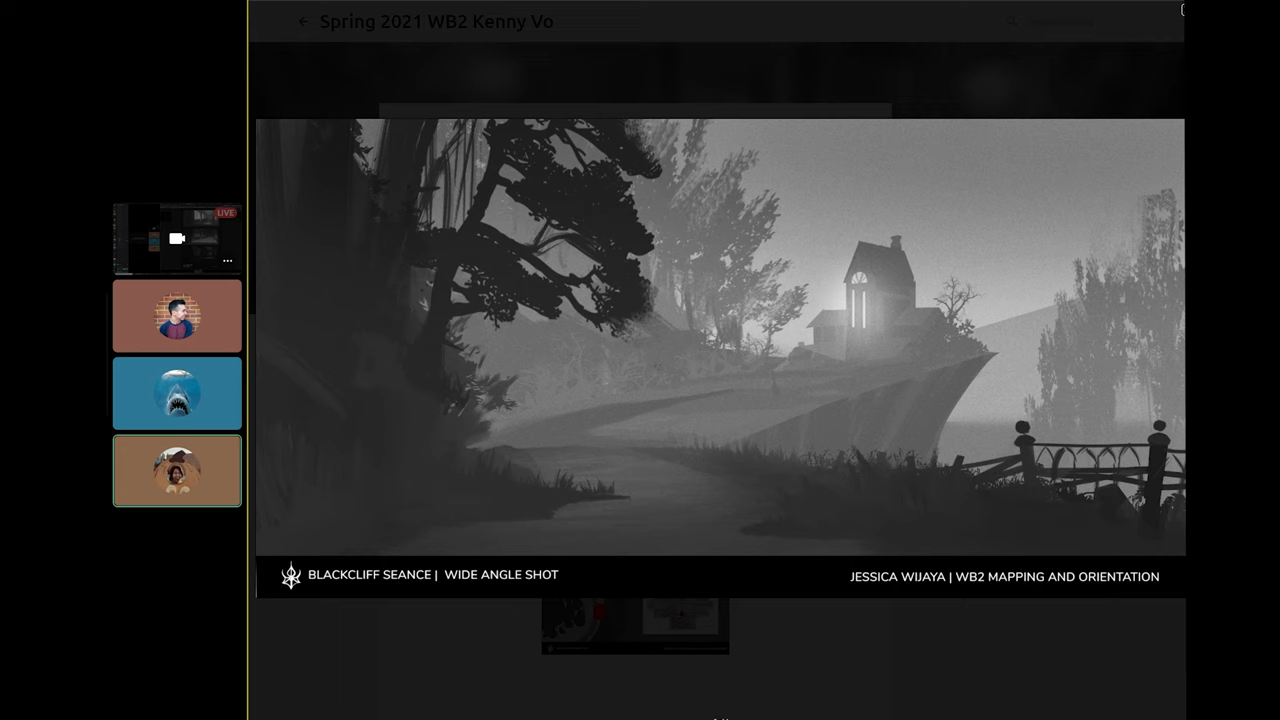 Spring 2021 WB2 Kenny Vo
LIVE
BLACKCLIFF SEANCE | WIDE ANGLE SHOT
JESSICA WIJAYA | WB2 MAPPING AND ORIENTATION